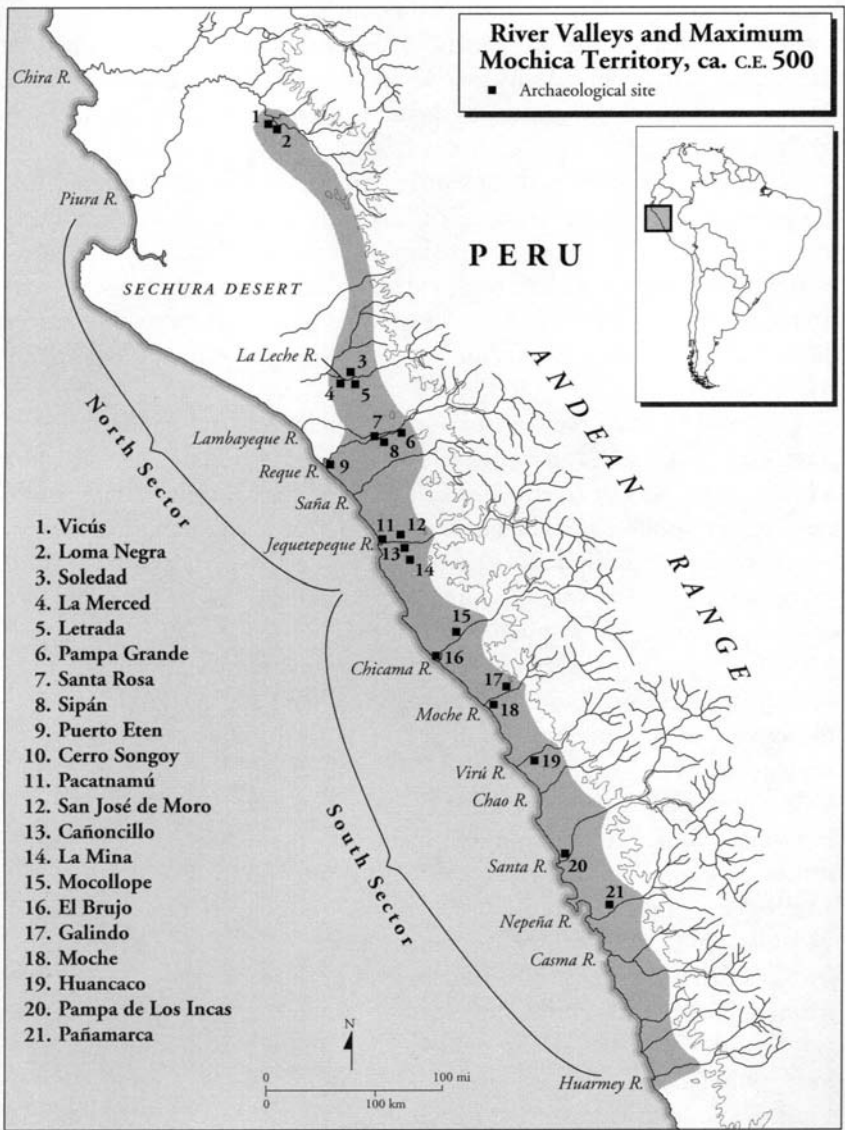 River Valleys and Maximum
Mochica Territory, ca. C.E. 500
■ Archaeological site
Chira R.
1
2
Piura R.
PERU
SECHURA DESERT
La Leche R.
3
4
5
ANDEAN RANGE
North Sector
Lambayeque R.
7
6
8
Reque R.
9
Saña R.
11
12
Jequetepeque R.
13
14
15
Chicama R.
16
17
Moche R.
18
Virú R.
19
Chao R.
Santa R.
20
21
Nepeña R.
South Sector
Casma R.
Huarmey R.
1. Vicús
2. Loma Negra
3. Soledad
4. La Merced
5. Letrada
6. Pampa Grande
7. Santa Rosa
8. Sipán
9. Puerto Eten
10. Cerro Songoy
11. Pacatnamú
12. San José de Moro
13. Cañoncillo
14. La Mina
15. Mocollope
16. El Brujo
17. Galindo
18. Moche
19. Huancaco
20. Pampa de Los Incas
21. Pañamarca
N
0 100 mi
0 100 km